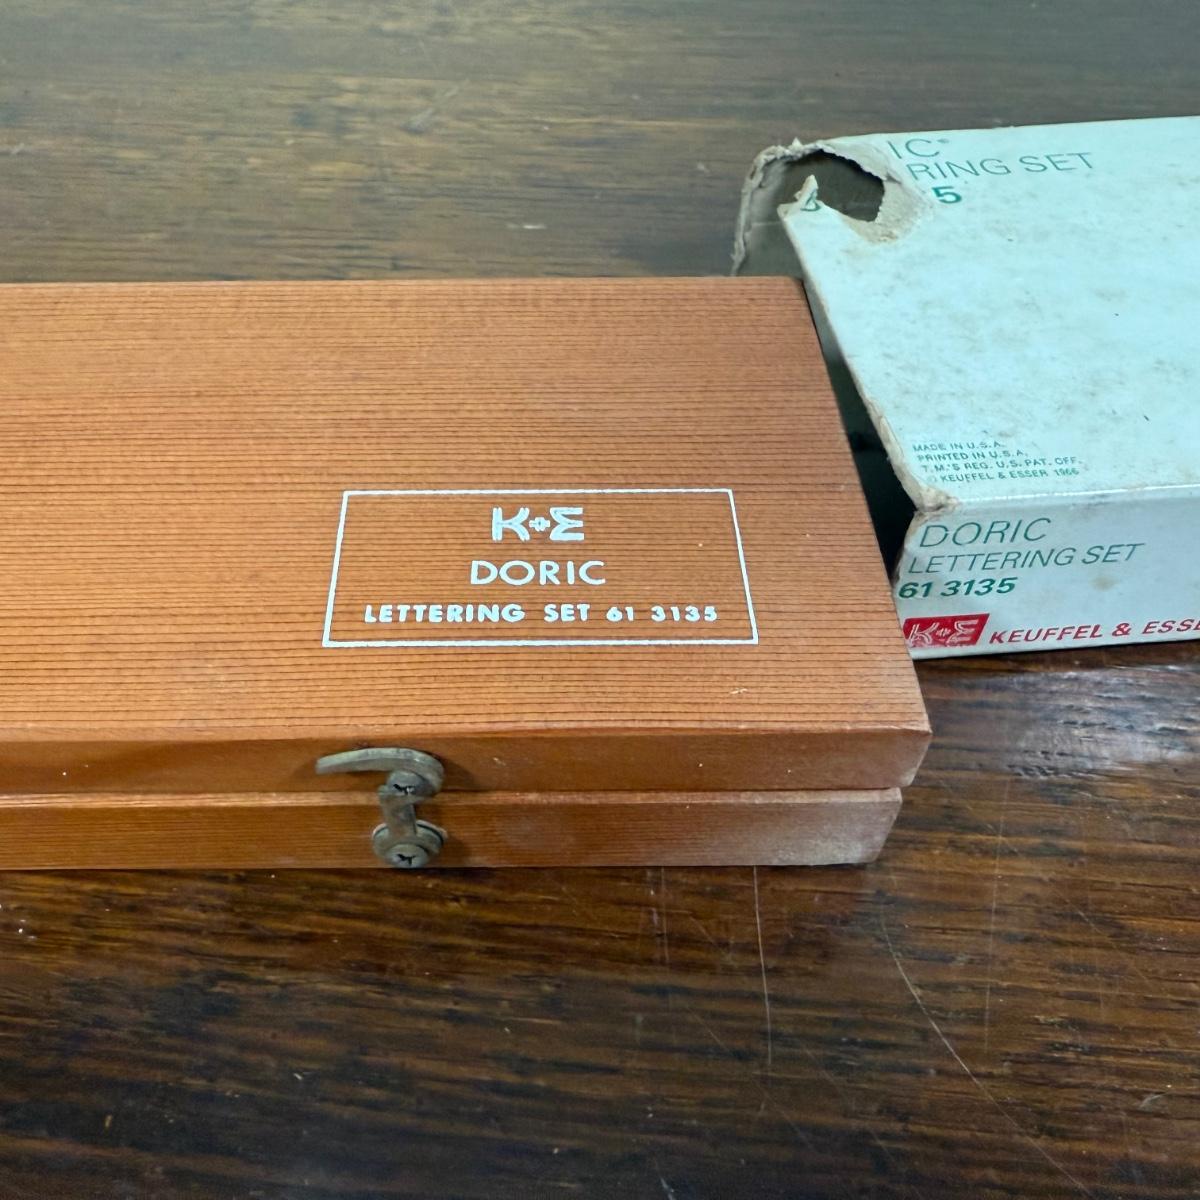 K+E
DORIC
LETTERING SET 61 3135
IC®
RING SET
5
MADE IN U.S.A.
PRINTED IN U.S.A.
T.M.'S REG. U.S. PAT. OFF.
© KEUFFEL & ESSER 1966
DORIC
LETTERING SET
61 3135
K+E KEUFFEL & ESSE